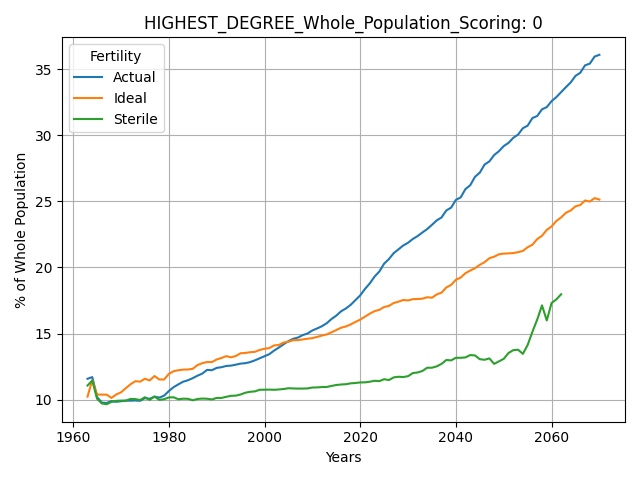 HIGHEST_DEGREE_Whole_Population_Scoring: 0
Fertility
Actual
Ideal
Sterile
% of Whole Population
35
30
25
20
15
10
1960 1980 2000 2020 2040 2060
Years